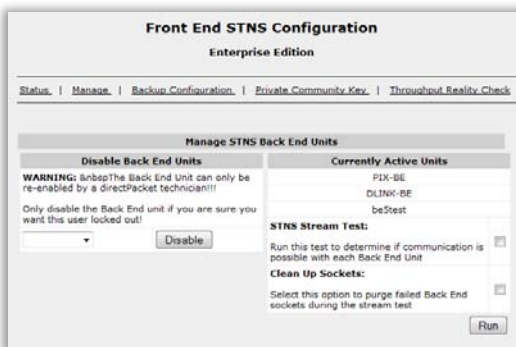 Front End STNS Configuration
Enterprise Edition
Status | Manage | Backup Configuration | Private Community Key | Throughput Reality Check
Manage STNS Back End Units
Disable Back End Units
WARNING: &nbspThe Back End Unit can only be
re-enabled by a directPacket technician!!!
Only disable the Back End unit if you are sure you
want this user locked out!
Disable
Currently Active Units
PIX-BE
DLINK-BE
be5test
STNS Stream Test:
Run this test to determine if communication is
possible with each Back End Unit
Clean Up Sockets:
Select this option to purge failed Back End
sockets during the stream test
Run